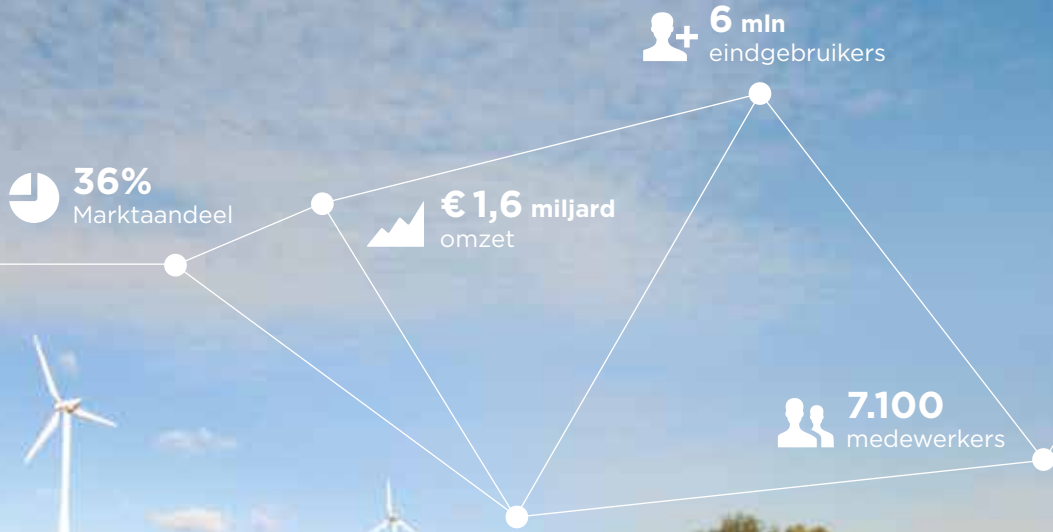 6 mln
eindgebruikers
36%
Marktaandeel
€ 1,6 miljard
omzet
7.100
medewerkers